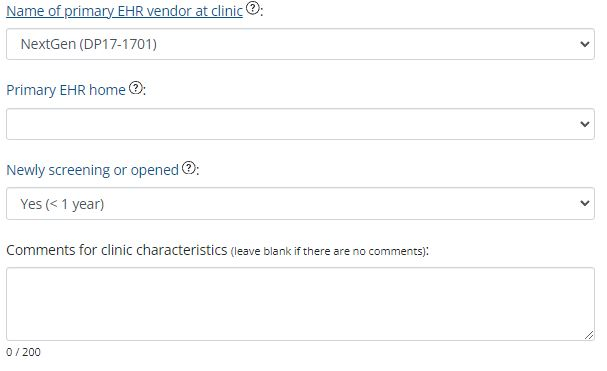 Name of primary EHR vendor at clinic ?:
NextGen (DP17-1701)
Primary EHR home ?:
Newly screening or opened ?:
Yes (< 1 year)
Comments for clinic characteristics (leave blank if there are no comments):
0 / 200